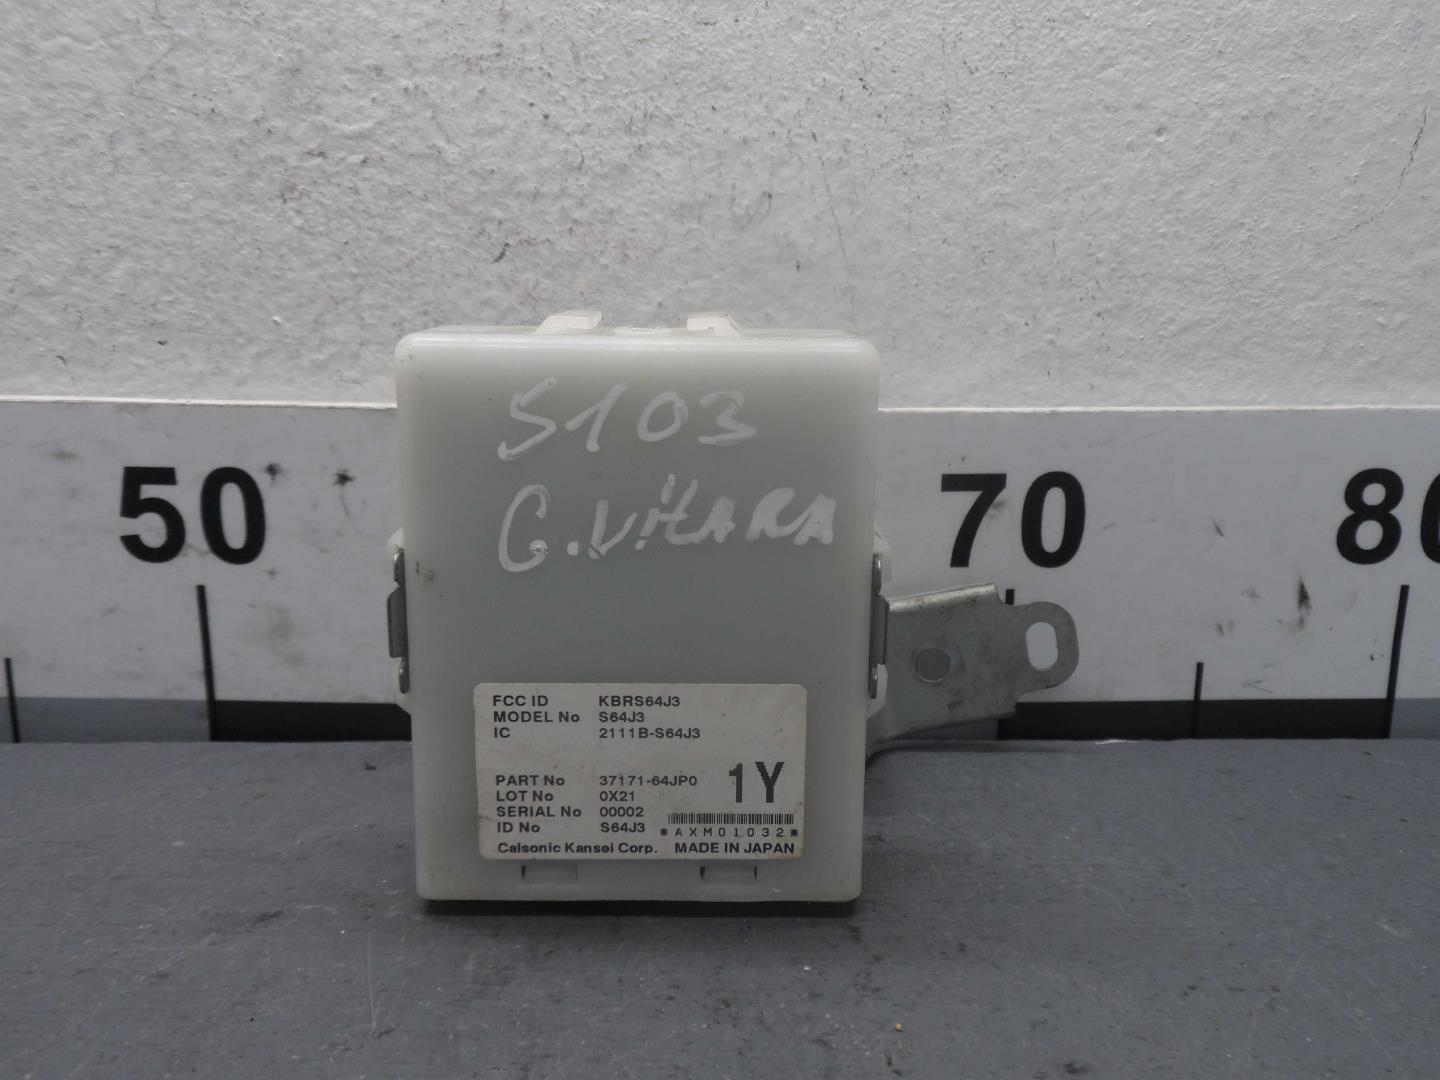 S103
G.VITARA
50
70
80
FCC ID KBRS64J3
MODEL No S64J3
IC 2111B-S64J3
PART No 37171-64JP0
1Y
LOT No 0X21
SERIAL No 00002
ID No S64J3
*AXM01032*
Calsonic Kansei Corp. MADE IN JAPAN